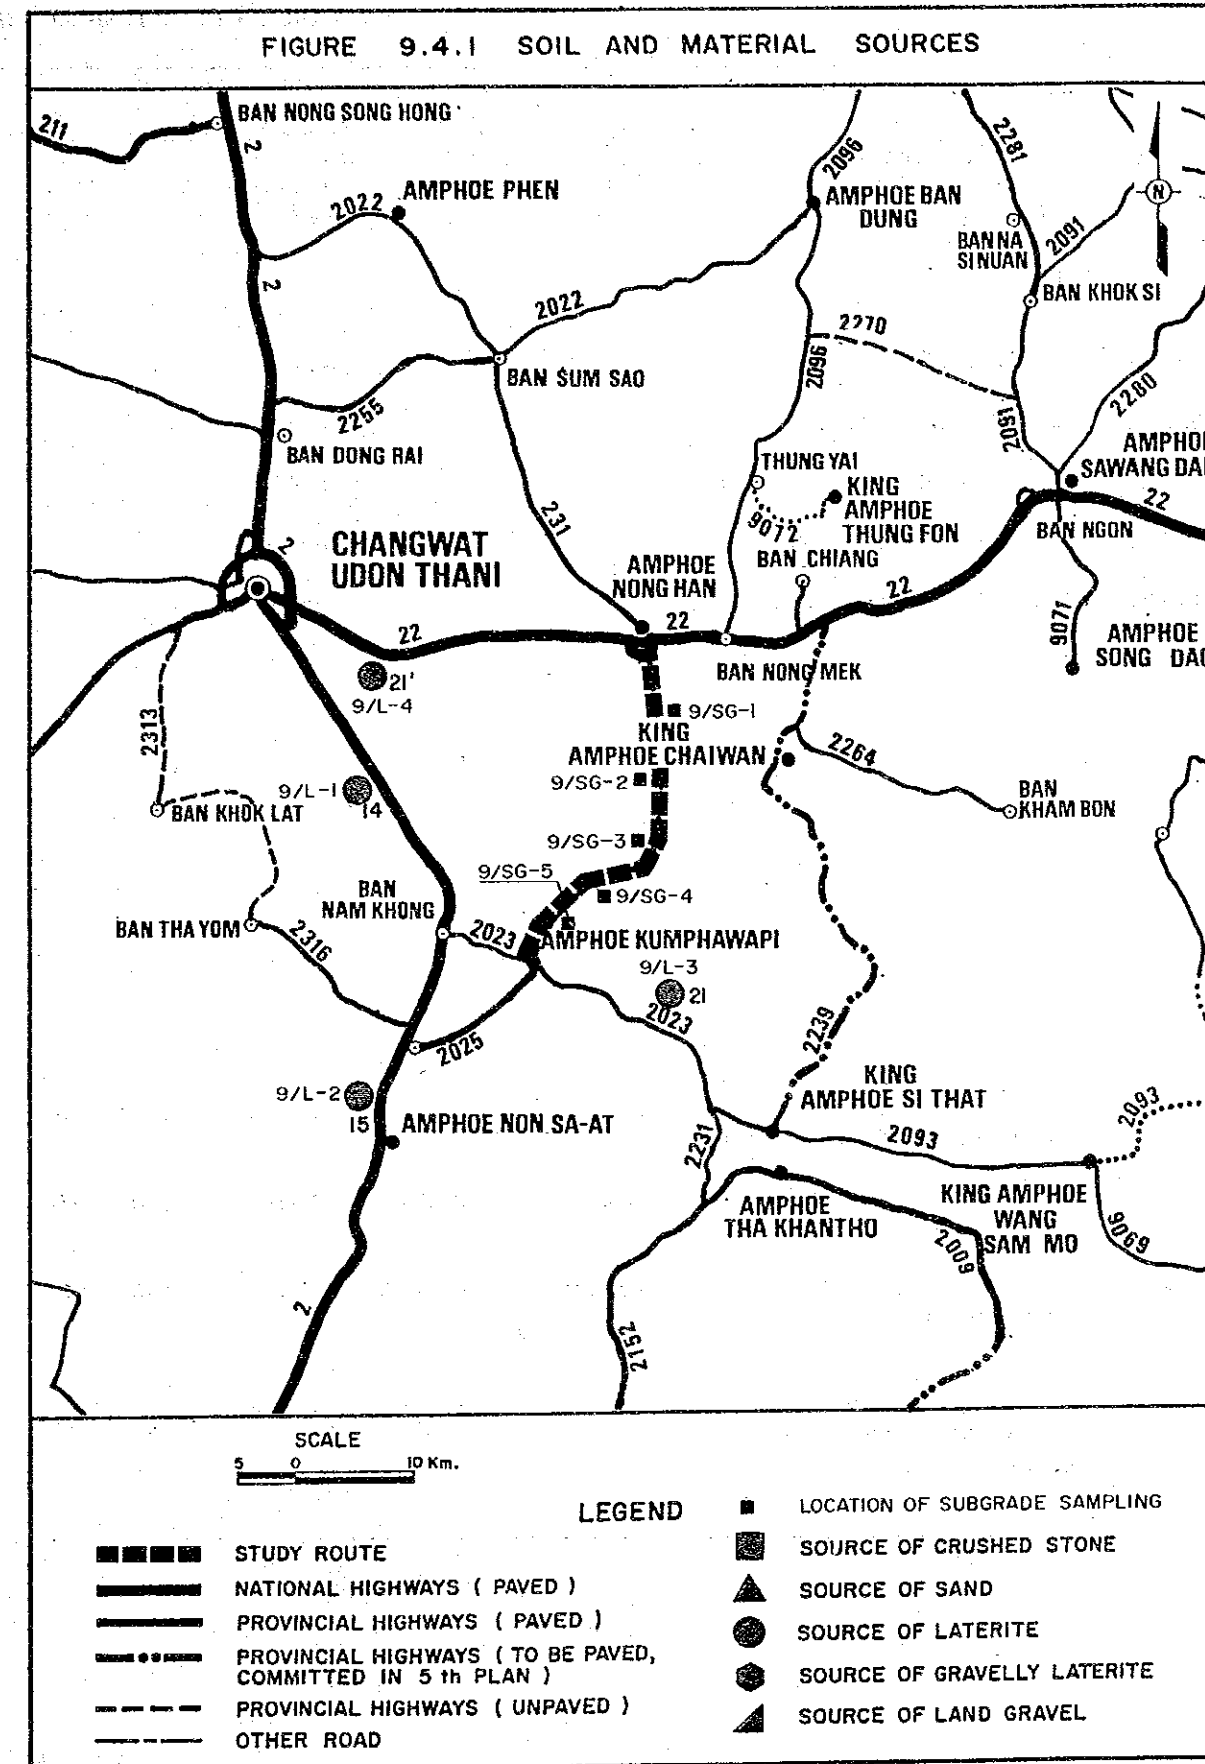 FIGURE 9.4.1 SOIL AND MATERIAL SOURCES
BAN NONG SONG HONG
211
2
2096
2281
AMPHOE PHEN
2022
AMPHOE BAN
DUNG
N
BAN NA
SINUAN
2091
2
BAN KHOK SI
2022
2270
BAN SUM SAO
2096
2280
2255
2091
BAN DONG RAI
THUNG YAI
AMPHO
SAWANG DA
KING
AMPHOE
THUNG FON
22
231
9072
BAN NGON
2
CHANGWAT
UDON THANI
AMPHOE
NONG HAN
BAN CHIANG
22
22
22
9071
AMPHOE
SONG DAO
BAN NONG MEK
21'
9/L-4
9/SG-1
2313
KING
AMPHOE CHAIWAN
2264
9/SG-2
9/L-1
14
BAN KHOK LAT
BAN
KHAM BON
9/SG-3
9/SG-5
9/SG-4
BAN
NAM KHONG
BAN THA YOM
2316
2023
AMPHOE KUMPHAWAPI
9/L-3
21
2023
2239
2025
KING
AMPHOE SI THAT
9/L-2
15
AMPHOE NON SA-AT
2093
2093
2231
AMPHOE
THA KHANTHO
KING AMPHOE
WANG
SAM MO
2009
9069
2
2152
SCALE
5 0 10 Km.
LEGEND
STUDY ROUTE
NATIONAL HIGHWAYS ( PAVED )
PROVINCIAL HIGHWAYS ( PAVED )
PROVINCIAL HIGHWAYS ( TO BE PAVED,
COMMITTED IN 5 th PLAN )
PROVINCIAL HIGHWAYS ( UNPAVED )
OTHER ROAD
LOCATION OF SUBGRADE SAMPLING
SOURCE OF CRUSHED STONE
SOURCE OF SAND
SOURCE OF LATERITE
SOURCE OF GRAVELLY LATERITE
SOURCE OF LAND GRAVEL